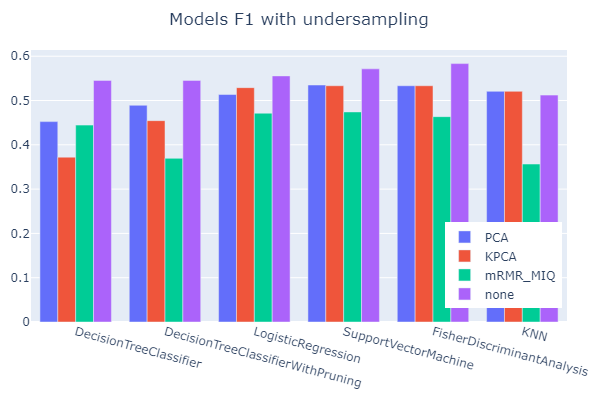 Models F1 with undersampling
0.6
0.5
0.4
0.3
0.2
0.1
0
DecisionTreeClassifier
DecisionTreeClassifierWithPruning
LogisticRegression
SupportVectorMachine
FisherDiscriminantAnalysis
KNN
PCA
KPCA
mRMR_MIQ
none